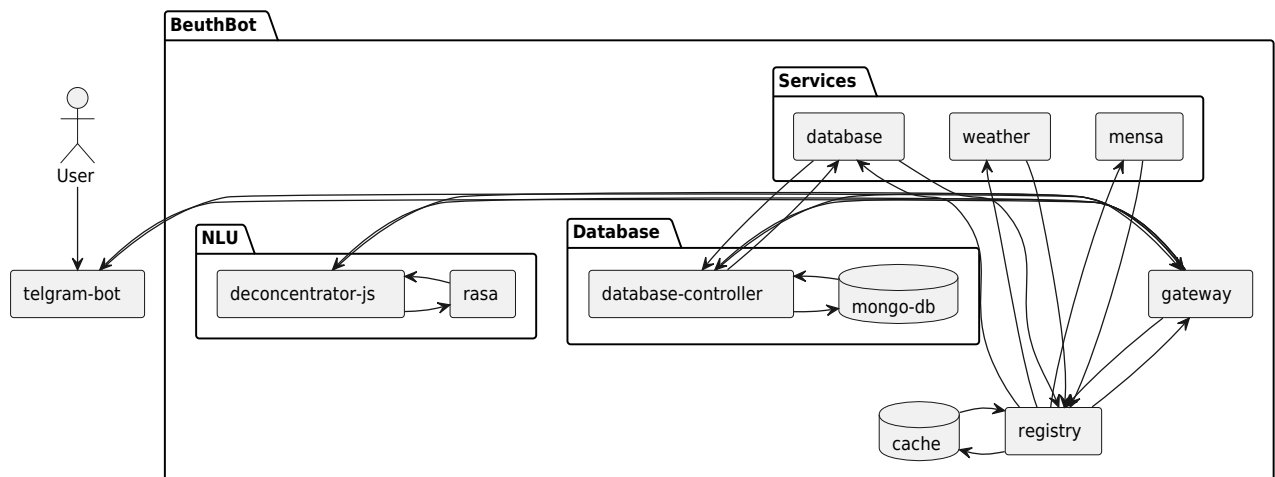 BeuthBot
Services
database
weather
mensa
User
NLU
Database
telgram-bot
deconcentrator-js
rasa
database-controller
mongo-db
gateway
cache
registry